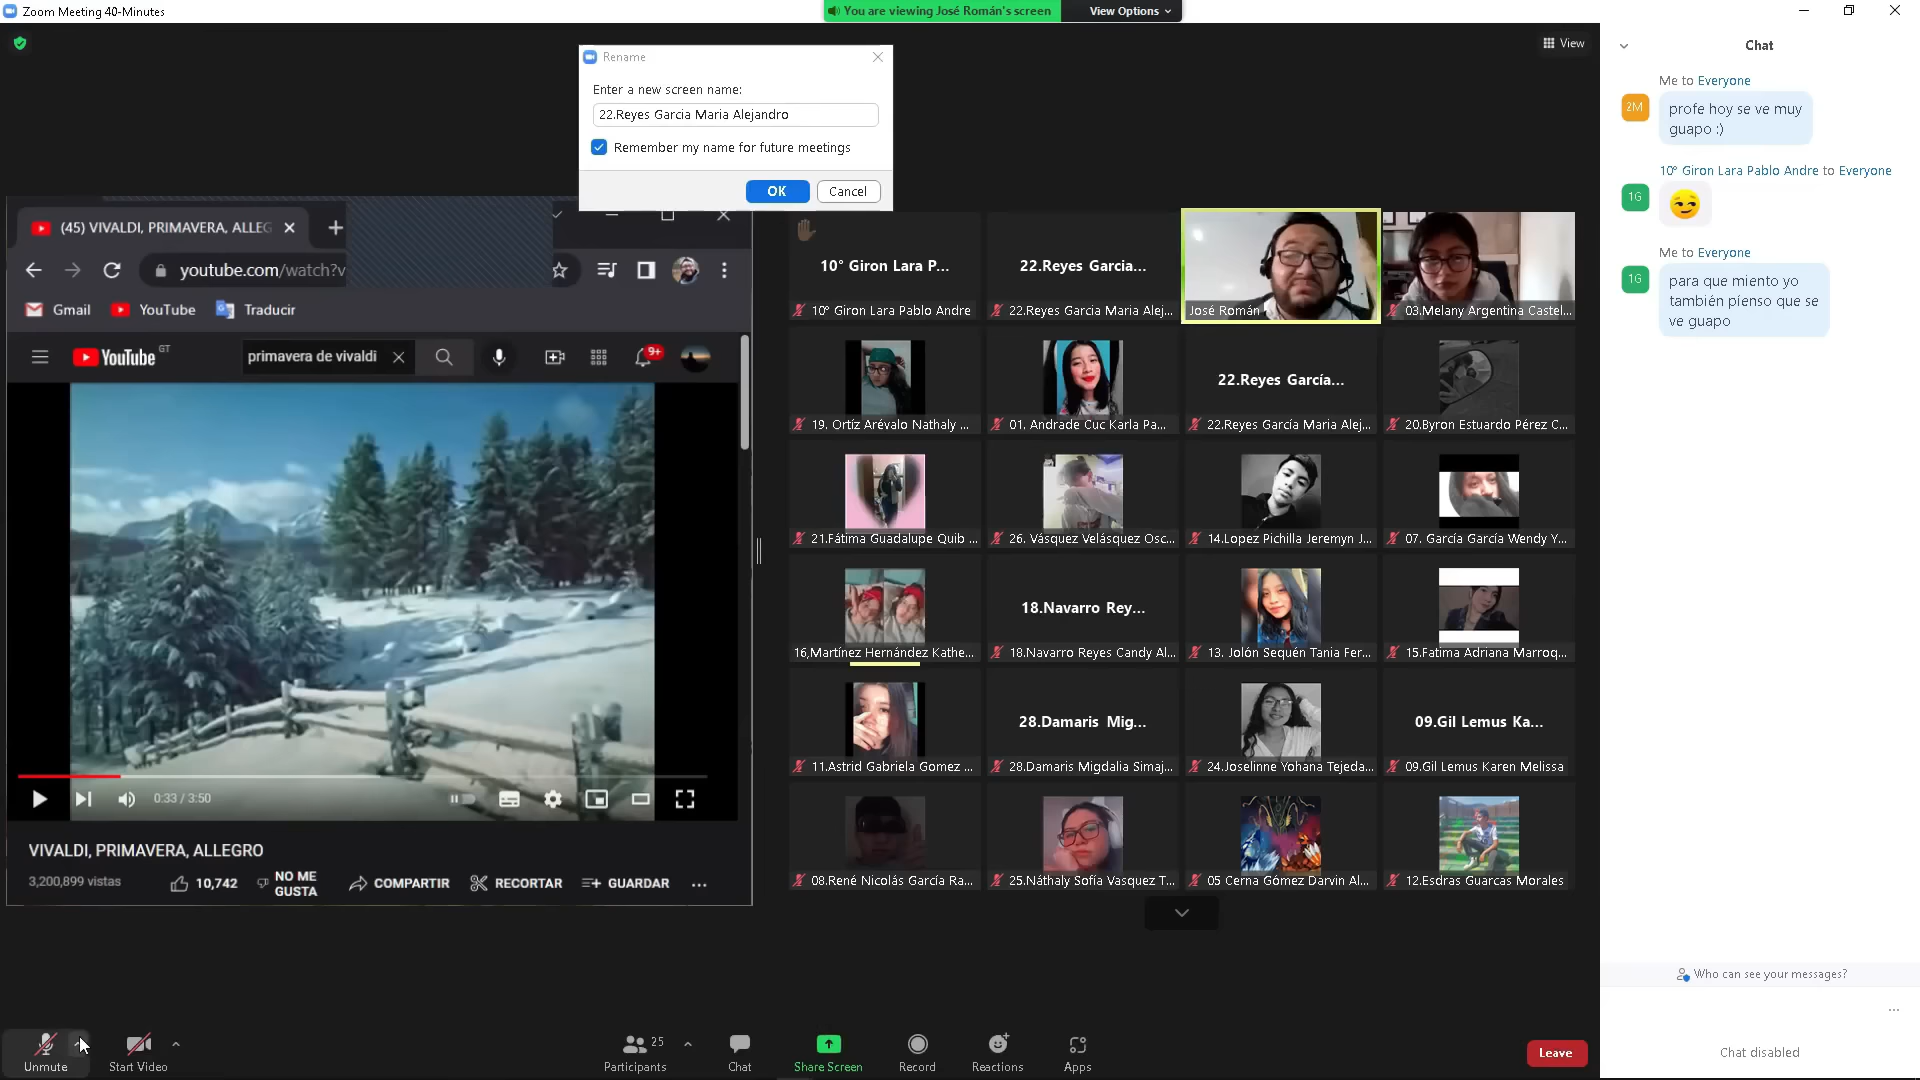 Zoom Meeting 40-Minutes
You are viewing José Román's screen
View Options
View
Rename
Enter a new screen name:
22.Reyes Garcia Maria Alejandro
Remember my name for future meetings
OK
Cancel
(45) VIVALDI, PRIMAVERA, ALLEG
youtube.com/watch?v
Gmail
YouTube
Traducir
YouTube GT
primavera de vivaldi
9+
0:33 / 3:50
VIVALDI, PRIMAVERA, ALLEGRO
3,200,899 vistas
10,742
NO ME GUSTA
COMPARTIR
RECORTAR
GUARDAR
10° Giron Lara P...
10° Giron Lara Pablo Andre
22.Reyes Garcia...
22.Reyes Garcia Maria Alej...
José Román
03.Melany Argentina Castel...
19. Ortíz Arévalo Nathaly ...
01. Andrade Cuc Karla Pa...
22.Reyes García...
22.Reyes García Maria Alej...
20.Byron Estuardo Pérez C...
21.Fátima Guadalupe Quib ...
26. Vásquez Velásquez Osc...
14.Lopez Pichilla Jeremyn J...
07. García García Wendy Y...
16,Martínez Hernández Kathe...
18.Navarro Rey...
18.Navarro Reyes Candy Al...
13. Jolón Sequén Tania Fer...
15.Fatima Adriana Marroq...
11.Astrid Gabriela Gomez ...
28.Damaris Mig...
28.Damaris Migdalia Simaj...
24.Joselinne Yohana Tejeda...
09.Gil Lemus Ka...
09.Gil Lemus Karen Melissa
08.René Nicolás García Ra...
25.Náthaly Sofía Vasquez T...
05 Cerna Gómez Darvin Al...
12.Esdras Guarcas Morales
Unmute
Start Video
25
Participants
Chat
Share Screen
Record
Reactions
Apps
Leave
Chat
Me to Everyone
2M
profe hoy se ve muy
guapo :)
10° Giron Lara Pablo Andre to Everyone
1G
Me to Everyone
1G
para que miento yo
también píenso que se
ve guapo
Who can see your messages?
Chat disabled